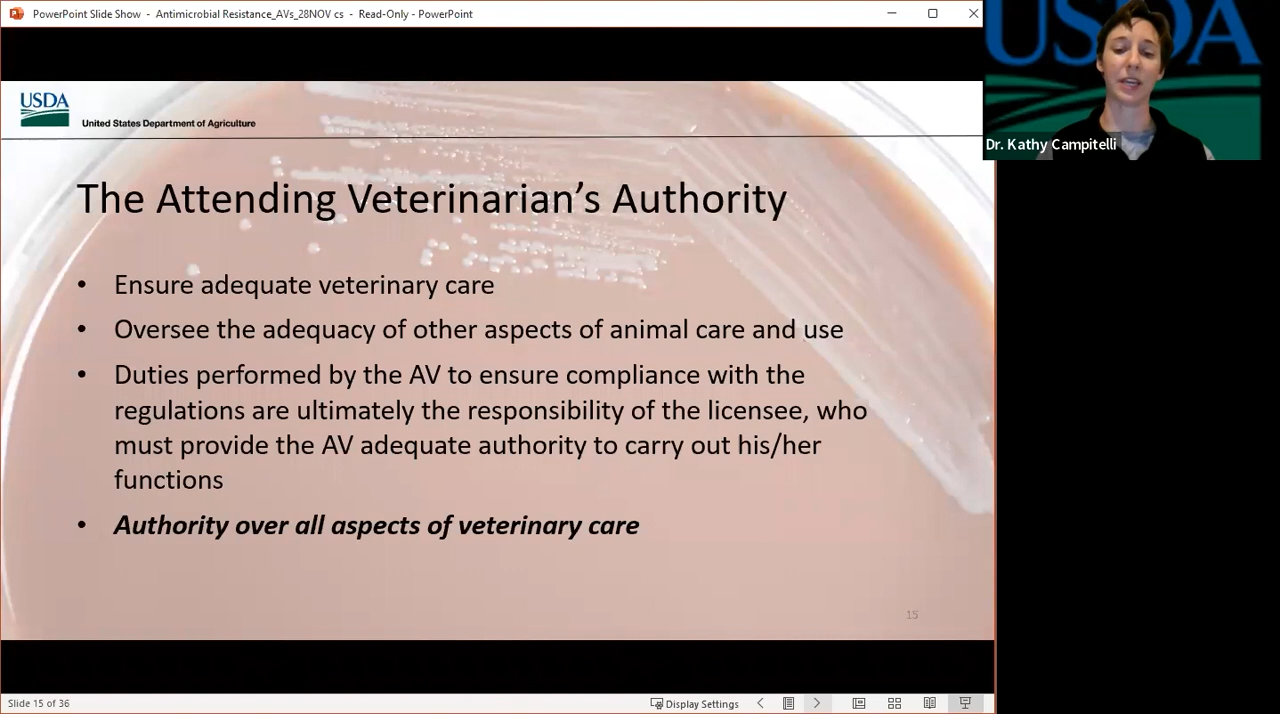 PowerPoint Slide Show - Antimicrobial Resistance_AVs_28NOV cs - Read-Only - PowerPoint
USDA
Dr. Kathy Campitelli
USDA
United States Department of Agriculture
The Attending Veterinarian’s Authority
• Ensure adequate veterinary care
• Oversee the adequacy of other aspects of animal care and use
• Duties performed by the AV to ensure compliance with the
regulations are ultimately the responsibility of the licensee, who
must provide the AV adequate authority to carry out his/her
functions
• Authority over all aspects of veterinary care
15
Slide 15 of 36
Display Settings